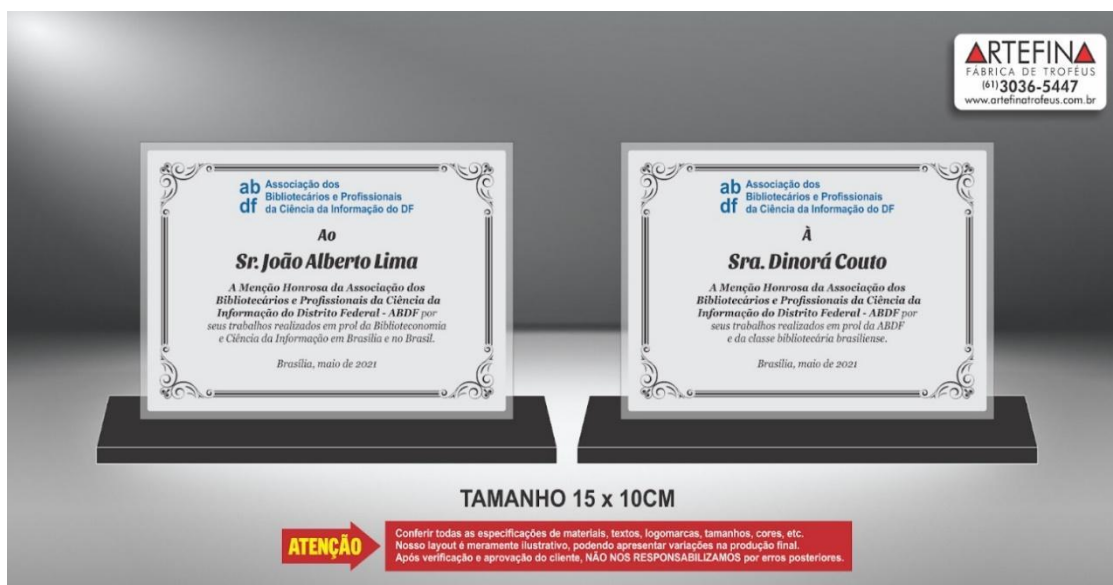 ARTEFINA
FÁBRICA DE TROFÉUS
(61)3036-5447
www.artefinatrofeus.com.br
ab
df
Associação dos
Bibliotecários e Profissionais
da Ciência da Informação do DF
Ao
Sr. João Alberto Lima
A Menção Honrosa da Associação dos
Bibliotecários e Profissionais da Ciência da
Informação do Distrito Federal - ABDF por
seus trabalhos realizados em prol da Biblioteconomia
e Ciência da Informação em Brasília e no Brasil.
Brasília, maio de 2021
ab
df
Associação dos
Bibliotecários e Profissionais
da Ciência da Informação do DF
À
Sra. Dinorá Couto
A Menção Honrosa da Associação dos
Bibliotecários e Profissionais da Ciência da
Informação do Distrito Federal - ABDF por
seus trabalhos realizados em prol da ABDF
e da classe bibliotecária brasiliense.
Brasília, maio de 2021
TAMANHO 15 x 10CM
ATENÇÃO
Conferir todas as especificações de materiais, textos, logomarcas, tamanhos, cores, etc.
Nosso layout é meramente ilustrativo, podendo apresentar variações na produção final.
Após verificação e aprovação do cliente, NÃO NOS RESPONSABILIZAMOS por erros posteriores.